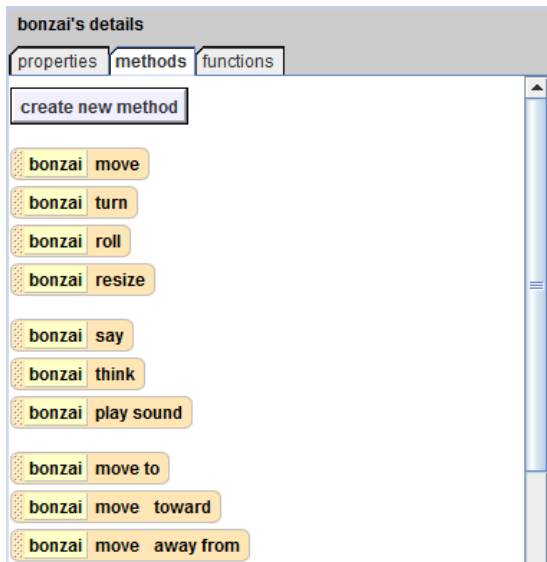 bonzai's details
properties methods functions
create new method
bonzai move
bonzai turn
bonzai roll
bonzai resize
bonzai say
bonzai think
bonzai play sound
bonzai move to
bonzai move toward
bonzai move away from